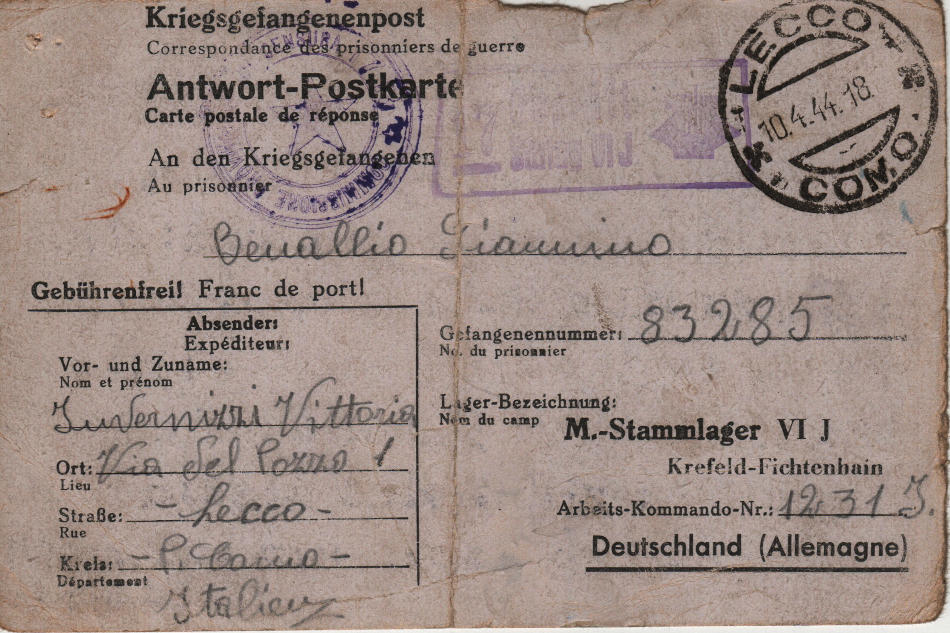 Kriegsgefangenenpost
Correspondance des prisonniers de guerre
Antwort-Postkarte
Carte postale de réponse
An den Kriegsgefangenen
Au prisonnier
LECCO
10.4.44.18
COMO
COMMISSIONE
Benallio Giannino
Gebührenfrei! Franc de port!
Absender:
Expéditeur:
Vor- und Zuname:
Nom et prénom
Invernizzi Vittoria
Ort: Via del Pozzo 1
Lieu
Straße: - Lecco -
Rue
Kreis: - P. Como -
Département
Italien
Gefangenennummer: 83285
No. du prisonnier
Lager-Bezeichnung:
Nom du camp
M.-Stammlager VI J
Krefeld-Fichtenhain
Arbeits-Kommando-Nr.: 1231 J.
Deutschland (Allemagne)